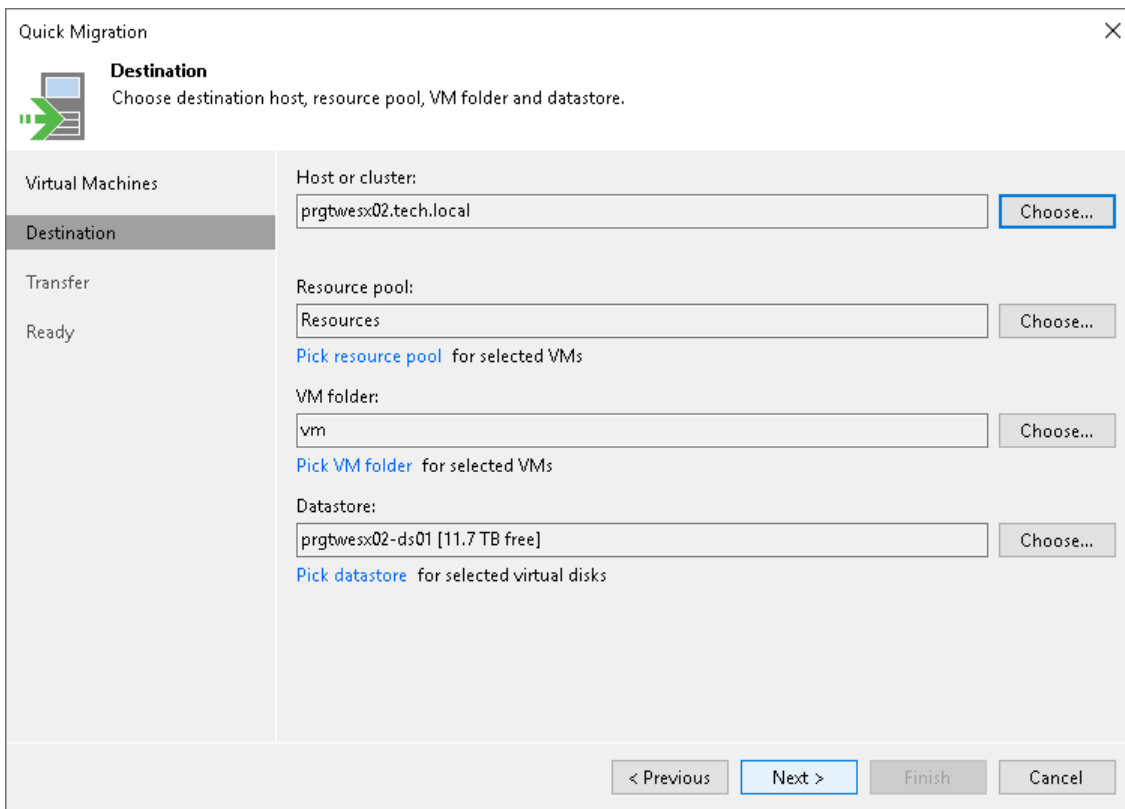 Quick Migration
Destination
Choose destination host, resource pool, VM folder and datastore.
Virtual Machines
Destination
Transfer
Ready
Host or cluster:
prgtwesx02.tech.local
Choose...
Resource pool:
Resources
Choose...
Pick resource pool for selected VMs
VM folder:
vm
Choose...
Pick VM folder for selected VMs
Datastore:
prgtwesx02-ds01 [11.7 TB free]
Choose...
Pick datastore for selected virtual disks
< Previous
Next >
Finish
Cancel